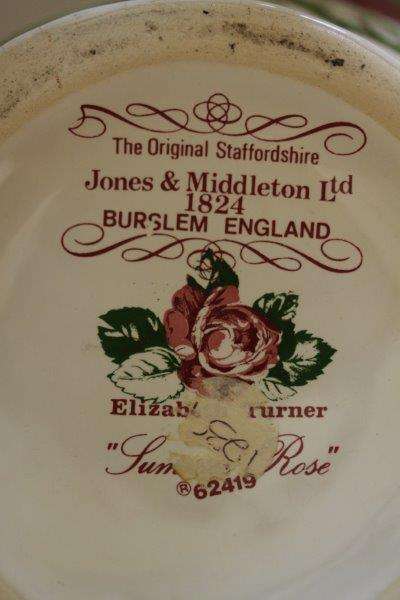 The Original Staffordshire
Jones & Middleton Ltd
1824
BURSLEM ENGLAND
Turner
Rose"
® 62419